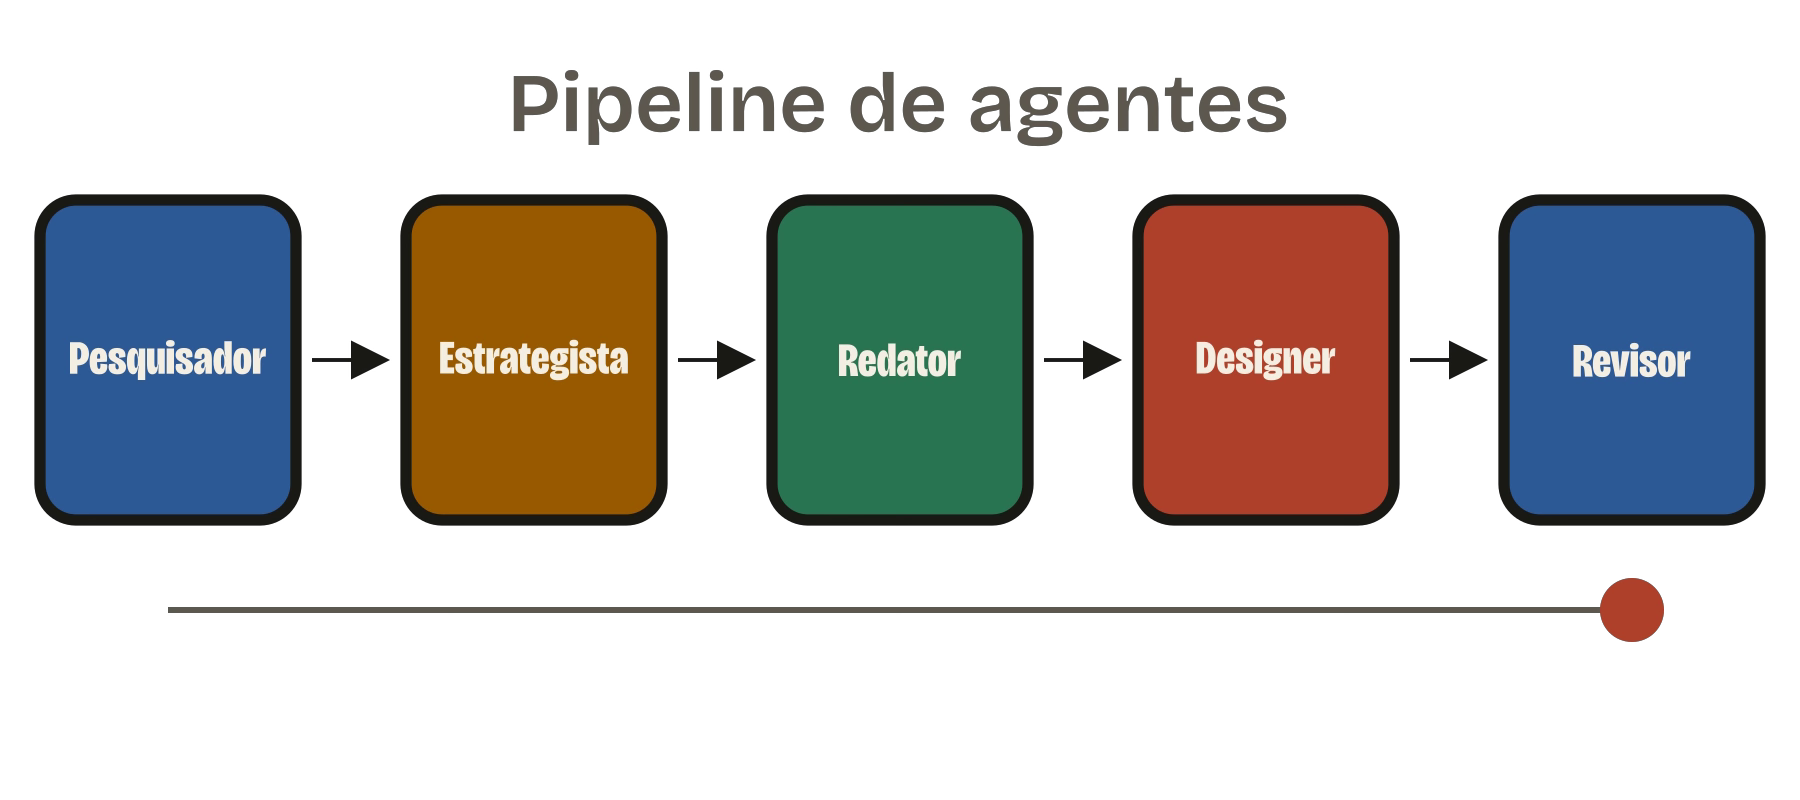 Pipeline de agentes
Pesquisador
Estrategista
Redator
Designer
Revisor